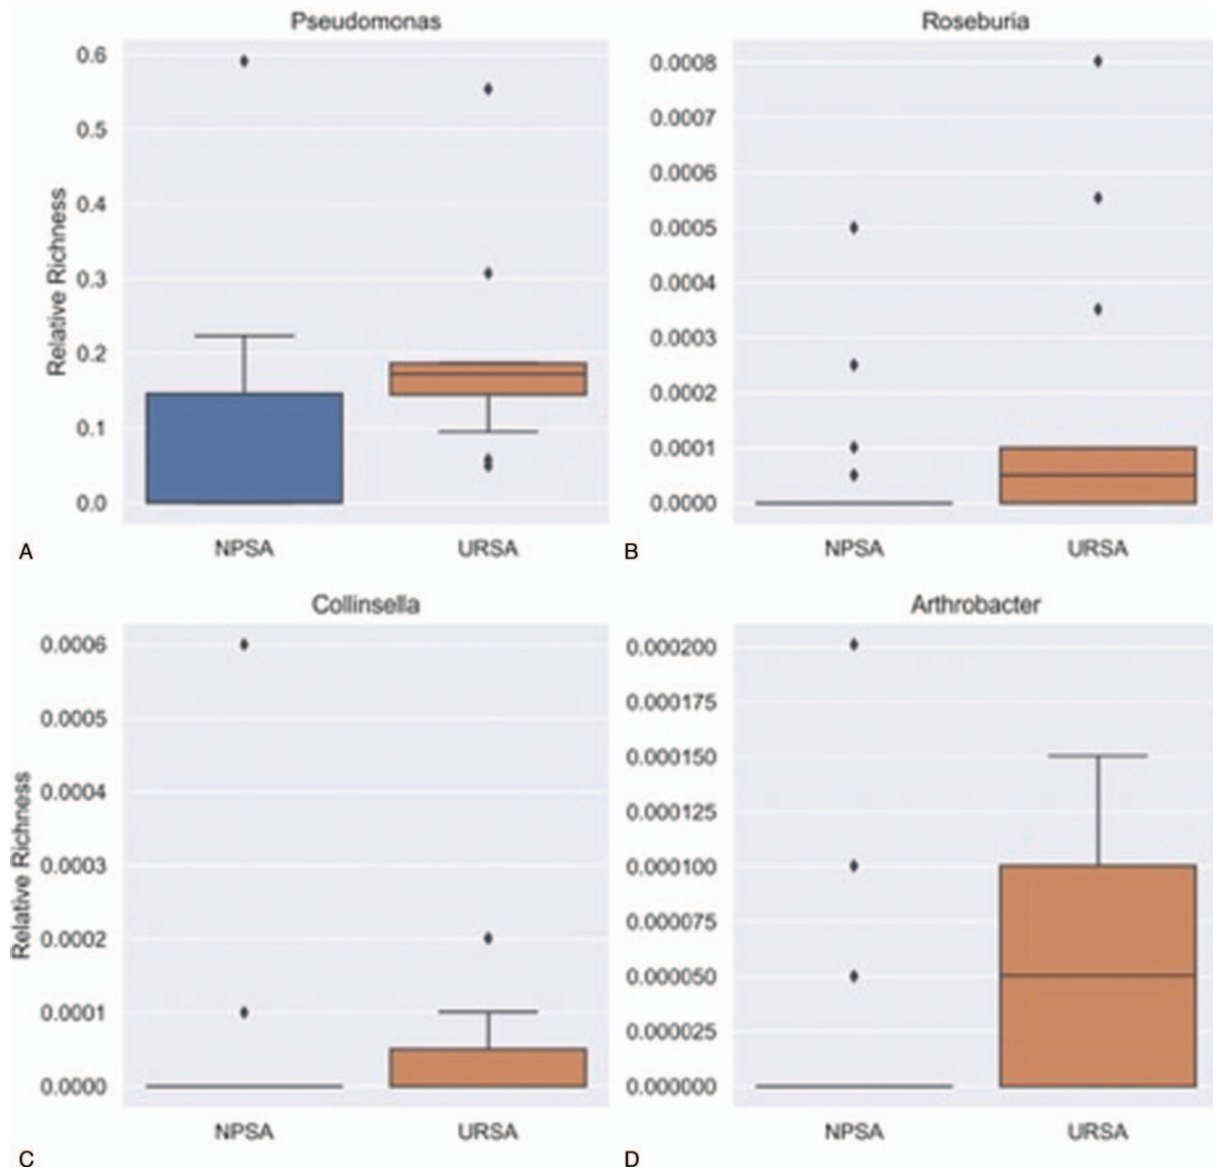 Pseudomonas
Relative Richness
0.6
0.5
0.4
0.3
0.2
0.1
0.0
NPSA URSA
A
Roseburia
0.0008
0.0007
0.0006
0.0005
0.0004
0.0003
0.0002
0.0001
0.0000
NPSA URSA
B
Collinsella
Relative Richness
0.0006
0.0005
0.0004
0.0003
0.0002
0.0001
0.0000
NPSA URSA
C
Arthrobacter
0.000200
0.000175
0.000150
0.000125
0.000100
0.000075
0.000050
0.000025
0.000000
NPSA URSA
D